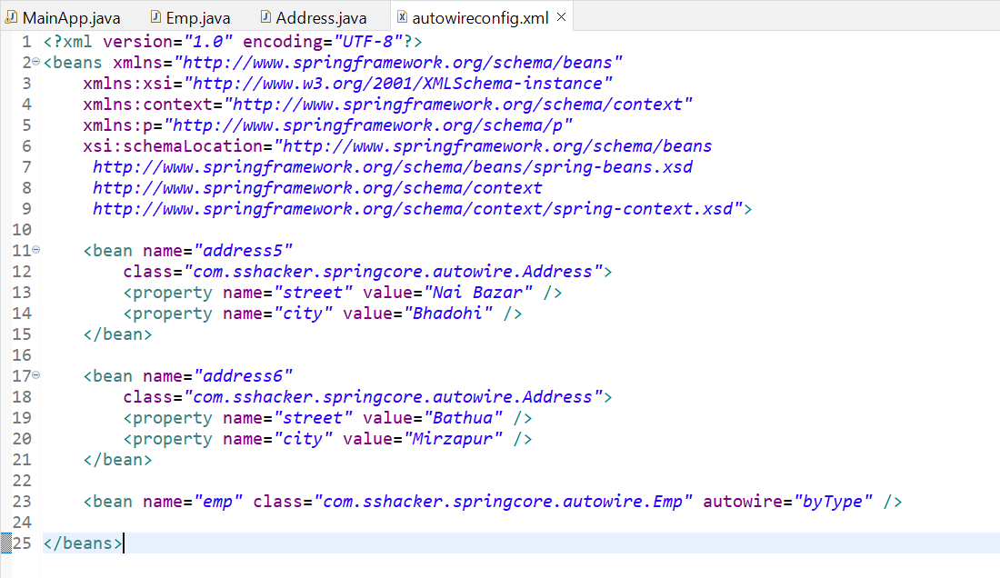 MainApp.java Emp.java Address.java autowireconfig.xml
1 <?xml version="1.0" encoding="UTF-8"?>
2 <beans xmlns="http://www.springframework.org/schema/beans"
3 xmlns:xsi="http://www.w3.org/2001/XMLSchema-instance"
4 xmlns:context="http://www.springframework.org/schema/context"
5 xmlns:p="http://www.springframework.org/schema/p"
6 xsi:schemaLocation="http://www.springframework.org/schema/beans
7 http://www.springframework.org/schema/beans/spring-beans.xsd
8 http://www.springframework.org/schema/context
9 http://www.springframework.org/schema/context/spring-context.xsd">
10
11 <bean name="address5"
12 class="com.sshacker.springcore.autowire.Address">
13 <property name="street" value="Nai Bazar" />
14 <property name="city" value="Bhadohi" />
15 </bean>
16
17 <bean name="address6"
18 class="com.sshacker.springcore.autowire.Address">
19 <property name="street" value="Bathua" />
20 <property name="city" value="Mirzapur" />
21 </bean>
22
23 <bean name="emp" class="com.sshacker.springcore.autowire.Emp" autowire="byType" />
24
25 </beans>